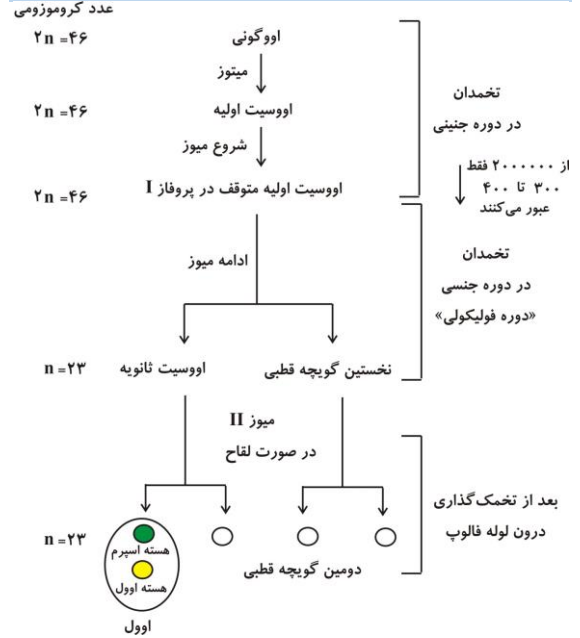 عدد کروموزومی
۲n =۴۶
اووگونی
میتوز
۲n =۴۶
اووسیت اولیه
شروع میوز
تخمدان
در دوره جنینی
۲n =۴۶
اووسیت اولیه متوقف در پروفاز I
از ۲۰۰۰۰۰۰ فقط
۳۰۰ تا ۴۰۰
عبور می‌کنند
ادامه میوز
تخمدان
در دوره جنسی
«دوره فولیکولی»
n =۲۳
اووسیت ثانویه
نخستین گویچه قطبی
میوز II
در صورت لقاح
بعد از تخمک‌گذاری
درون لوله فالوپ
n =۲۳
هسته اسپرم
هسته اوول
دومین گویچه قطبی
اوول